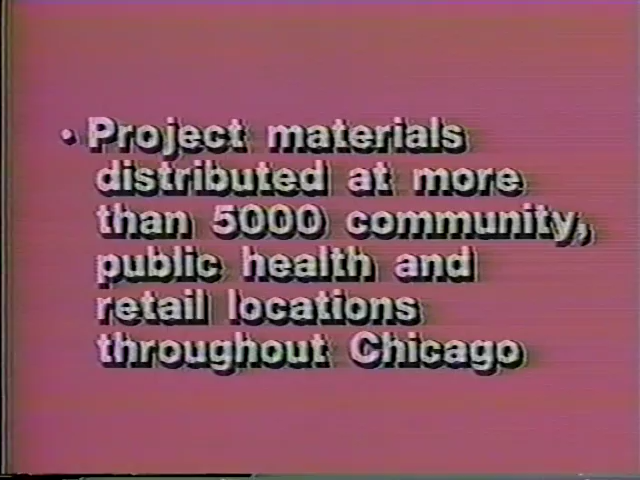 • Project materials
distributed at more
than 5000 community,
public health and
retail locations
throughout Chicago